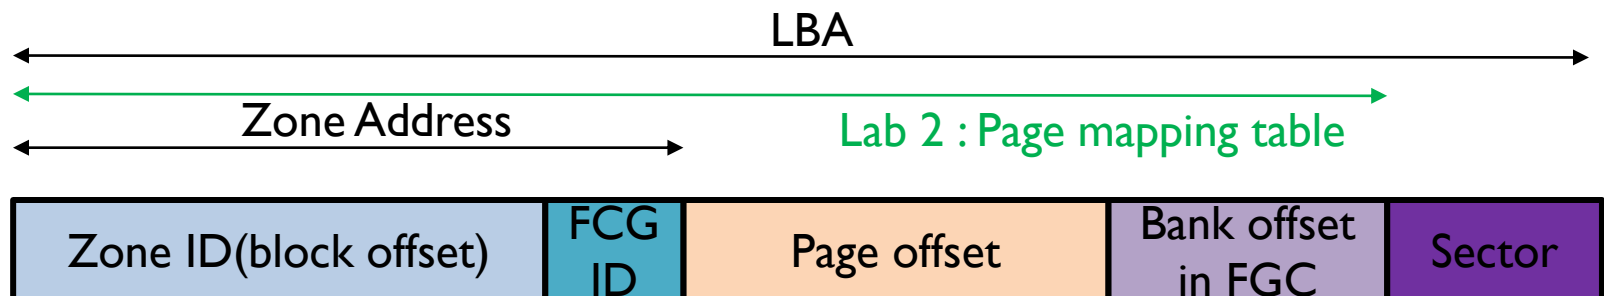 LBA
Zone Address
Lab 2 : Page mapping table
Zone ID(block offset)
FCG
ID
Page offset
Bank offset
in FGC
Sector